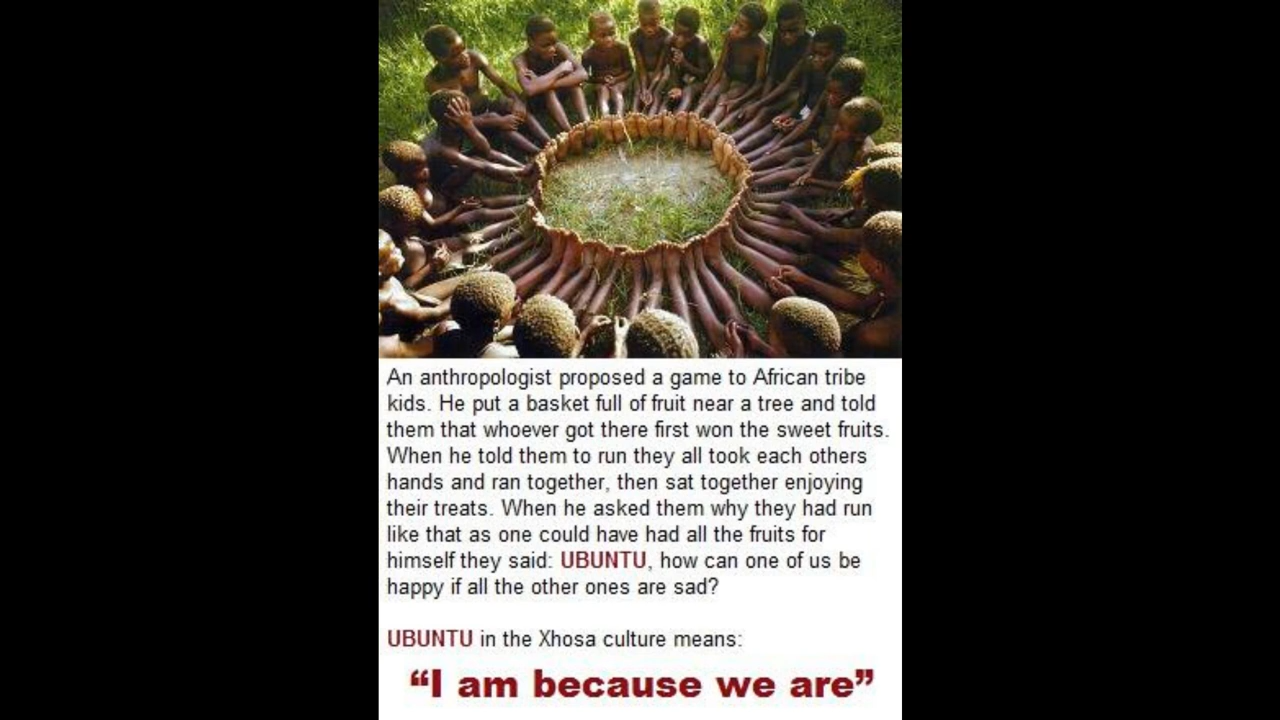 An anthropologist proposed a game to African tribe
kids. He put a basket full of fruit near a tree and told
them that whoever got there first won the sweet fruits.
When he told them to run they all took each others
hands and ran together, then sat together enjoying
their treats. When he asked them why they had run
like that as one could have had all the fruits for
himself they said: UBUNTU, how can one of us be
happy if all the other ones are sad?
UBUNTU in the Xhosa culture means:
“I am because we are”